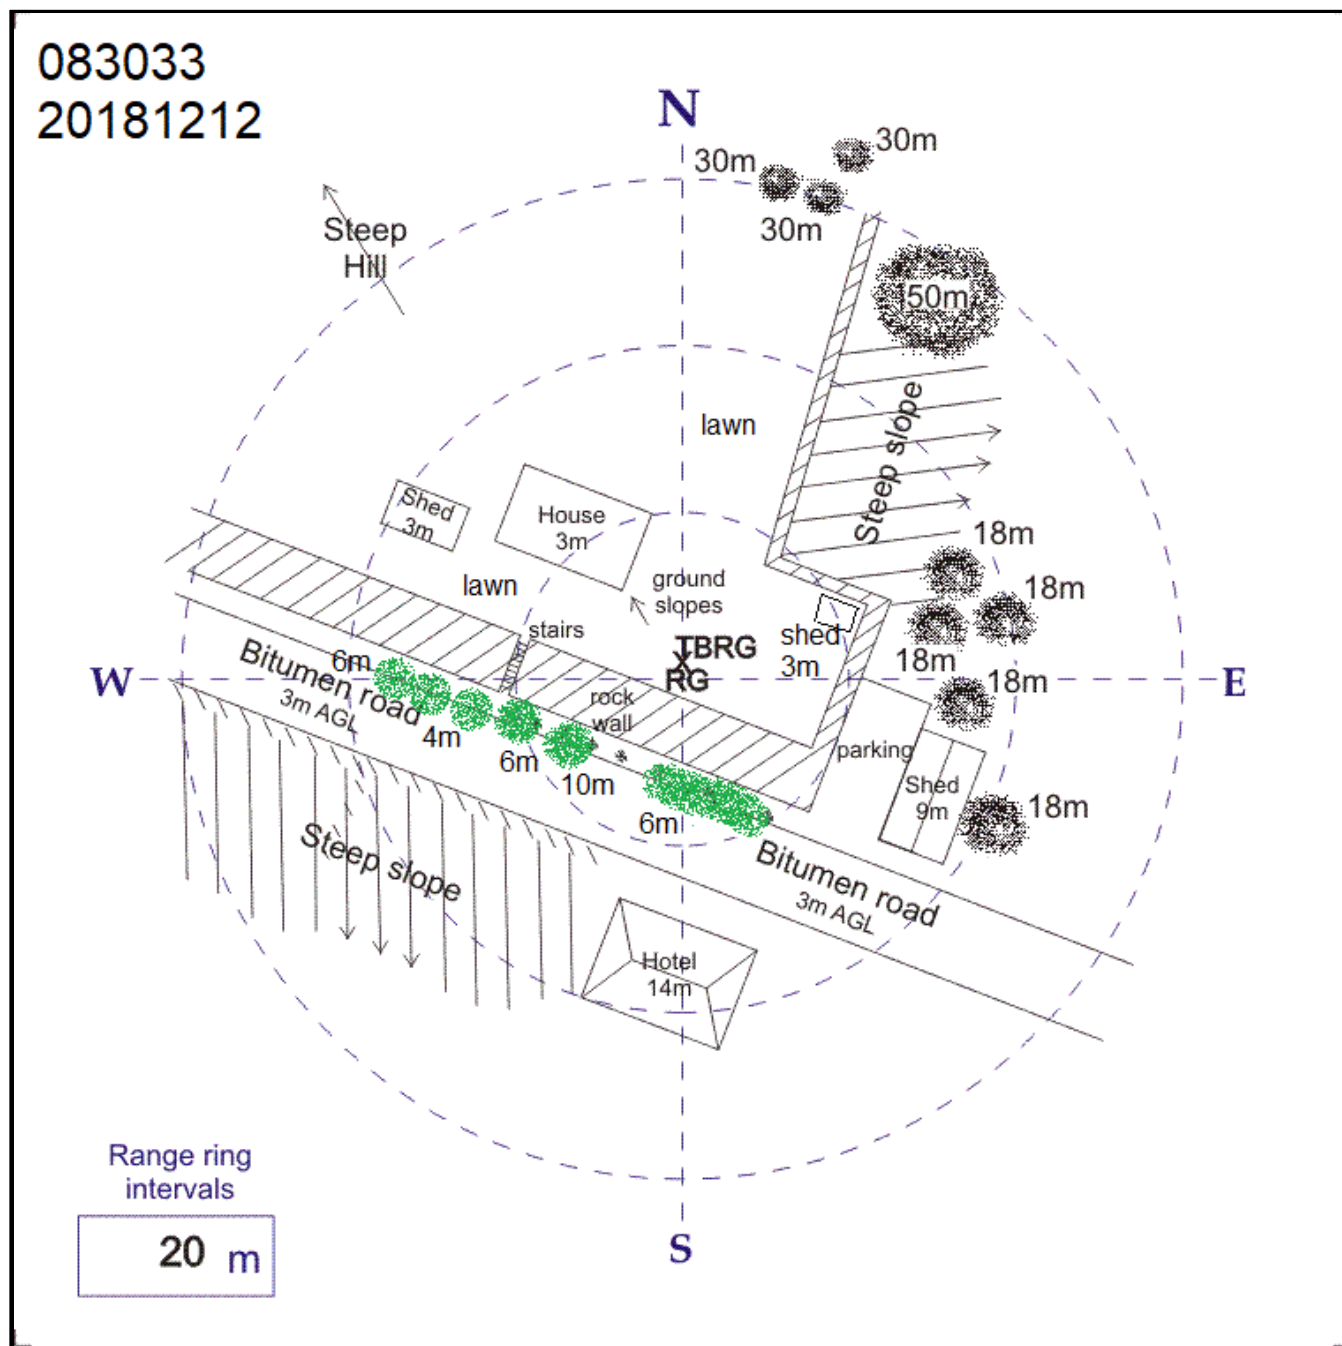 083033
20181212
N
30m
30m
30m
Steep
Hill
50m
Steep slope
lawn
Shed
3m
House
3m
18m
ground
slopes
lawn
18m
stairs
TBRG
X
RG
shed
3m
18m
W
6m
Bitumen road
3m AGL
rock
wall
18m
E
4m
6m
10m
parking
Shed
9m
18m
6m
Steep slope
Bitumen road
3m AGL
Hotel
14m
Range ring
intervals
20 m
S